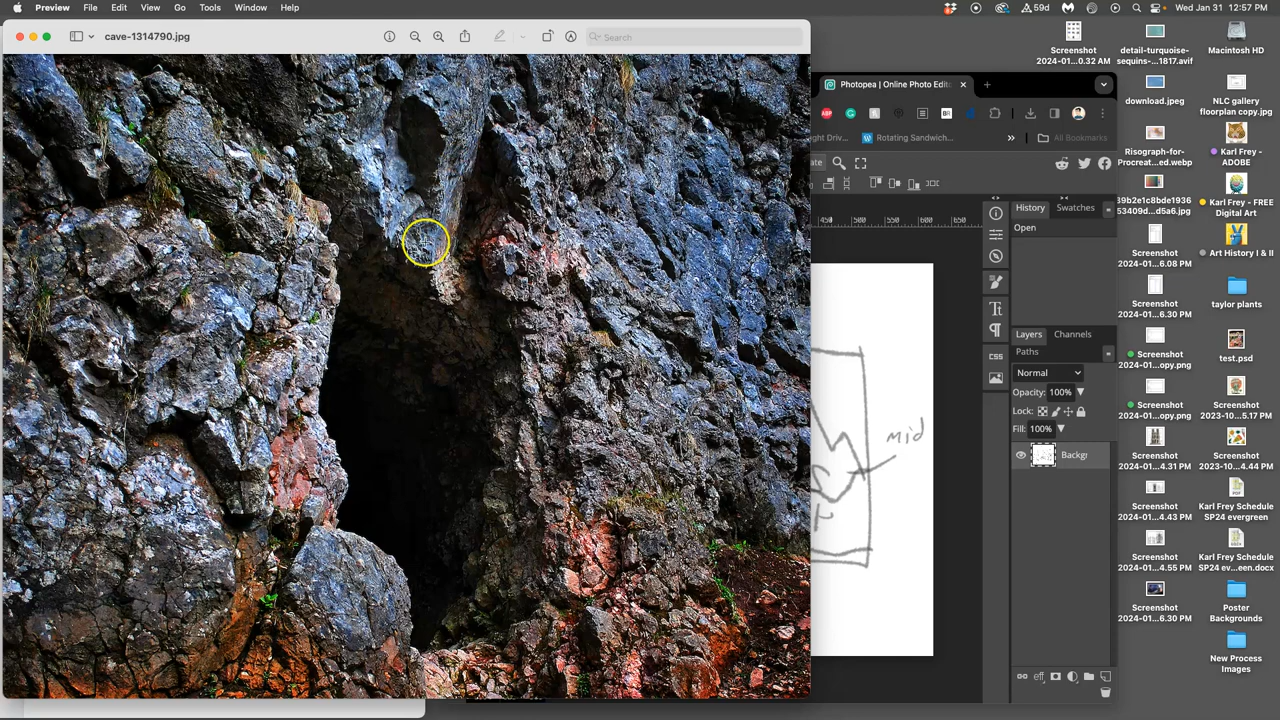 Preview File Edit View Go Tools Window Help
59d
Wed Jan 31 12:57 PM
cave-1314790.jpg
Search
Photopea | Online Photo Edit
ABP
BR
ght Driv...
Rotating Sandwich...
All Bookmarks
450 500 550 600 650
History Swatches
Open
Layers Channels
Paths
Normal
Opacity: 100%
Lock:
Fill: 100%
Backgr
CSS
eff
mid
Screenshot
2024-01...0.32 AM
detail-turquoise-
sequins-...1817.avif
Macintosh HD
download.jpeg
NLC gallery
floorplan copy.jpg
Risograph-for-
Procreat...ed.webp
Karl Frey -
ADOBE
39b2e1c8bde1936
53409d...d5a6.jpg
Karl Frey - FREE
Digital Art
Screenshot
2024-01...6.08 PM
Art History I & II
Screenshot
2024-01...6.30 PM
taylor plants
Screenshot
2024-01...opy.png
test.psd
Screenshot
2024-01...opy.png
Screenshot
2023-10...5.17 PM
Screenshot
2024-01...4.31 PM
Screenshot
2023-10...4.44 PM
Screenshot
2024-01...4.43 PM
Karl Frey Schedule
SP24 evergreen
Screenshot
2024-01...4.55 PM
Karl Frey Schedule
SP24 ev...een.docx
Screenshot
2024-01...6.30 PM
Poster
Backgrounds
New Process
Images